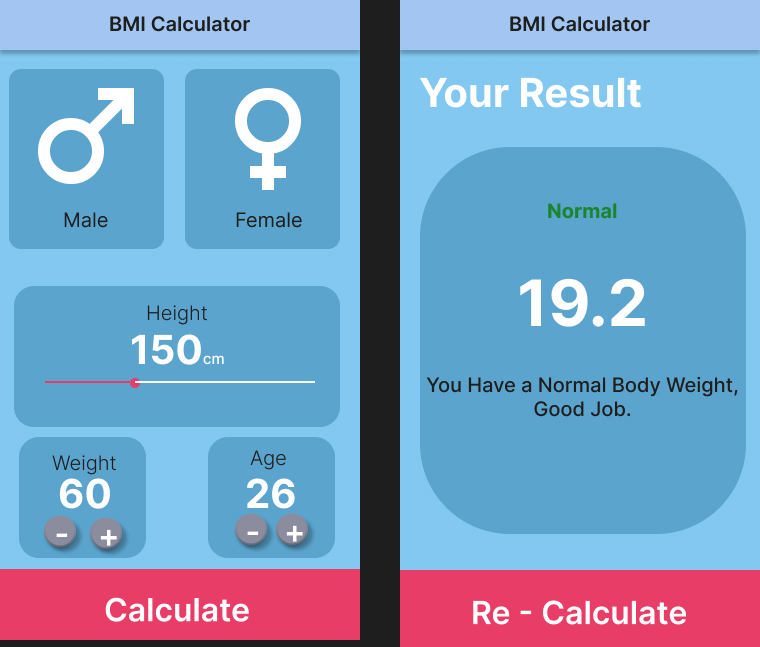 BMI Calculator
Male
Female
Height
150cm
Weight
60
- +
Age
26
- +
Calculate
BMI Calculator
Your Result
Normal
19.2
You Have a Normal Body Weight,
Good Job.
Re - Calculate